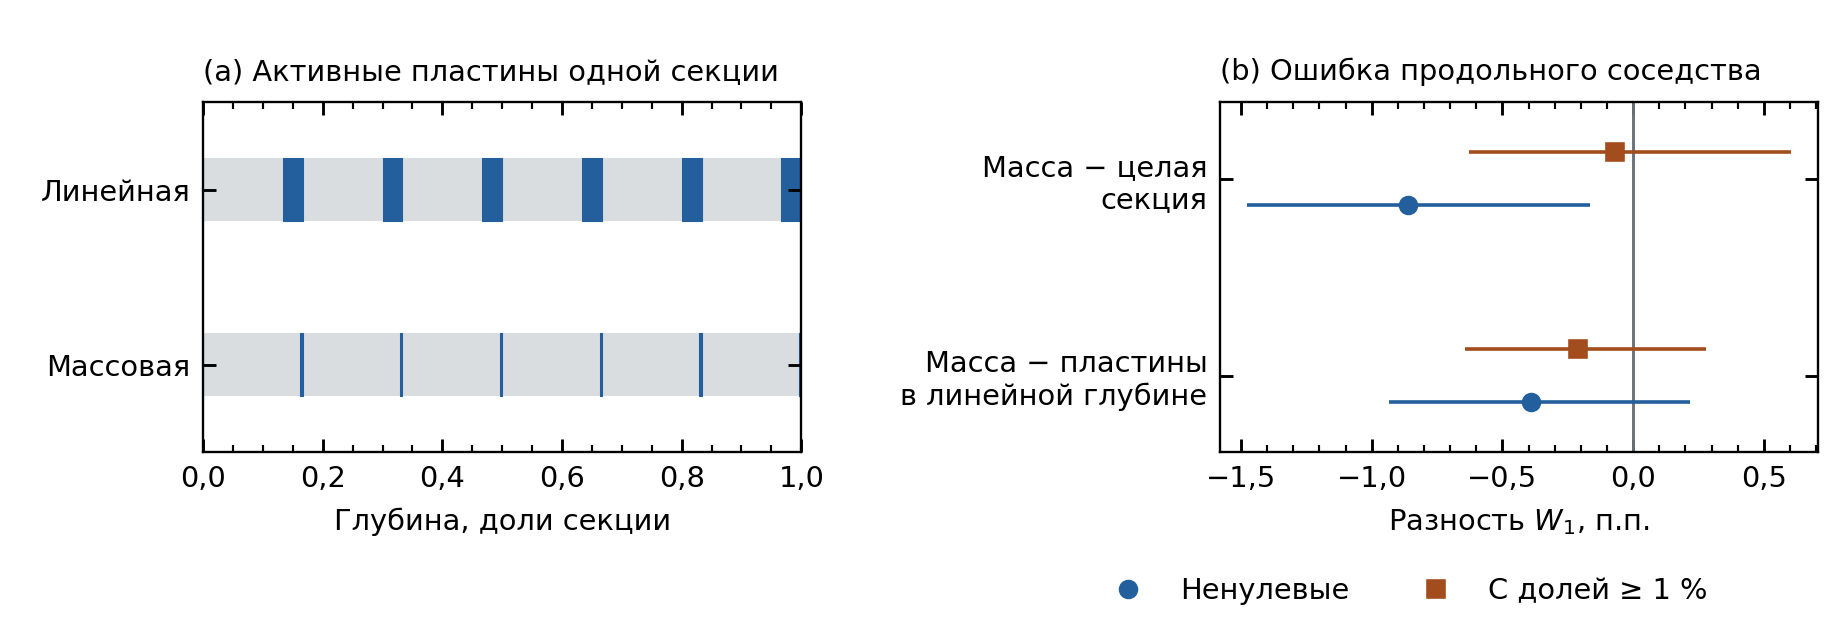 (a) Активные пластины одной секции
Линейная
Массовая
0,0 0,2 0,4 0,6 0,8 1,0
Глубина, доли секции
(b) Ошибка продольного соседства
Масса − целая
секция
Масса − пластины
в линейной глубине
−1,5 −1,0 −0,5 0,0 0,5
Разность W₁, п.п.
Ненулевые
С долей ≥ 1 %